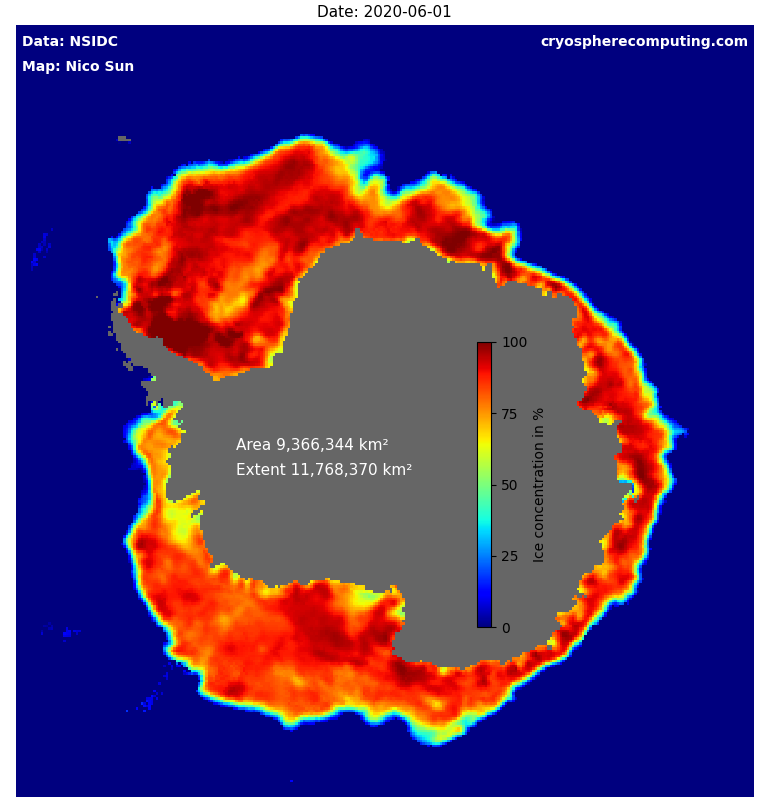 Date: 2020-06-01
Data: NSIDC
cryospherecomputing.com
Map: Nico Sun
100
75
50
25
0
Ice concentration in %
Area 9,366,344 km²
Extent 11,768,370 km²